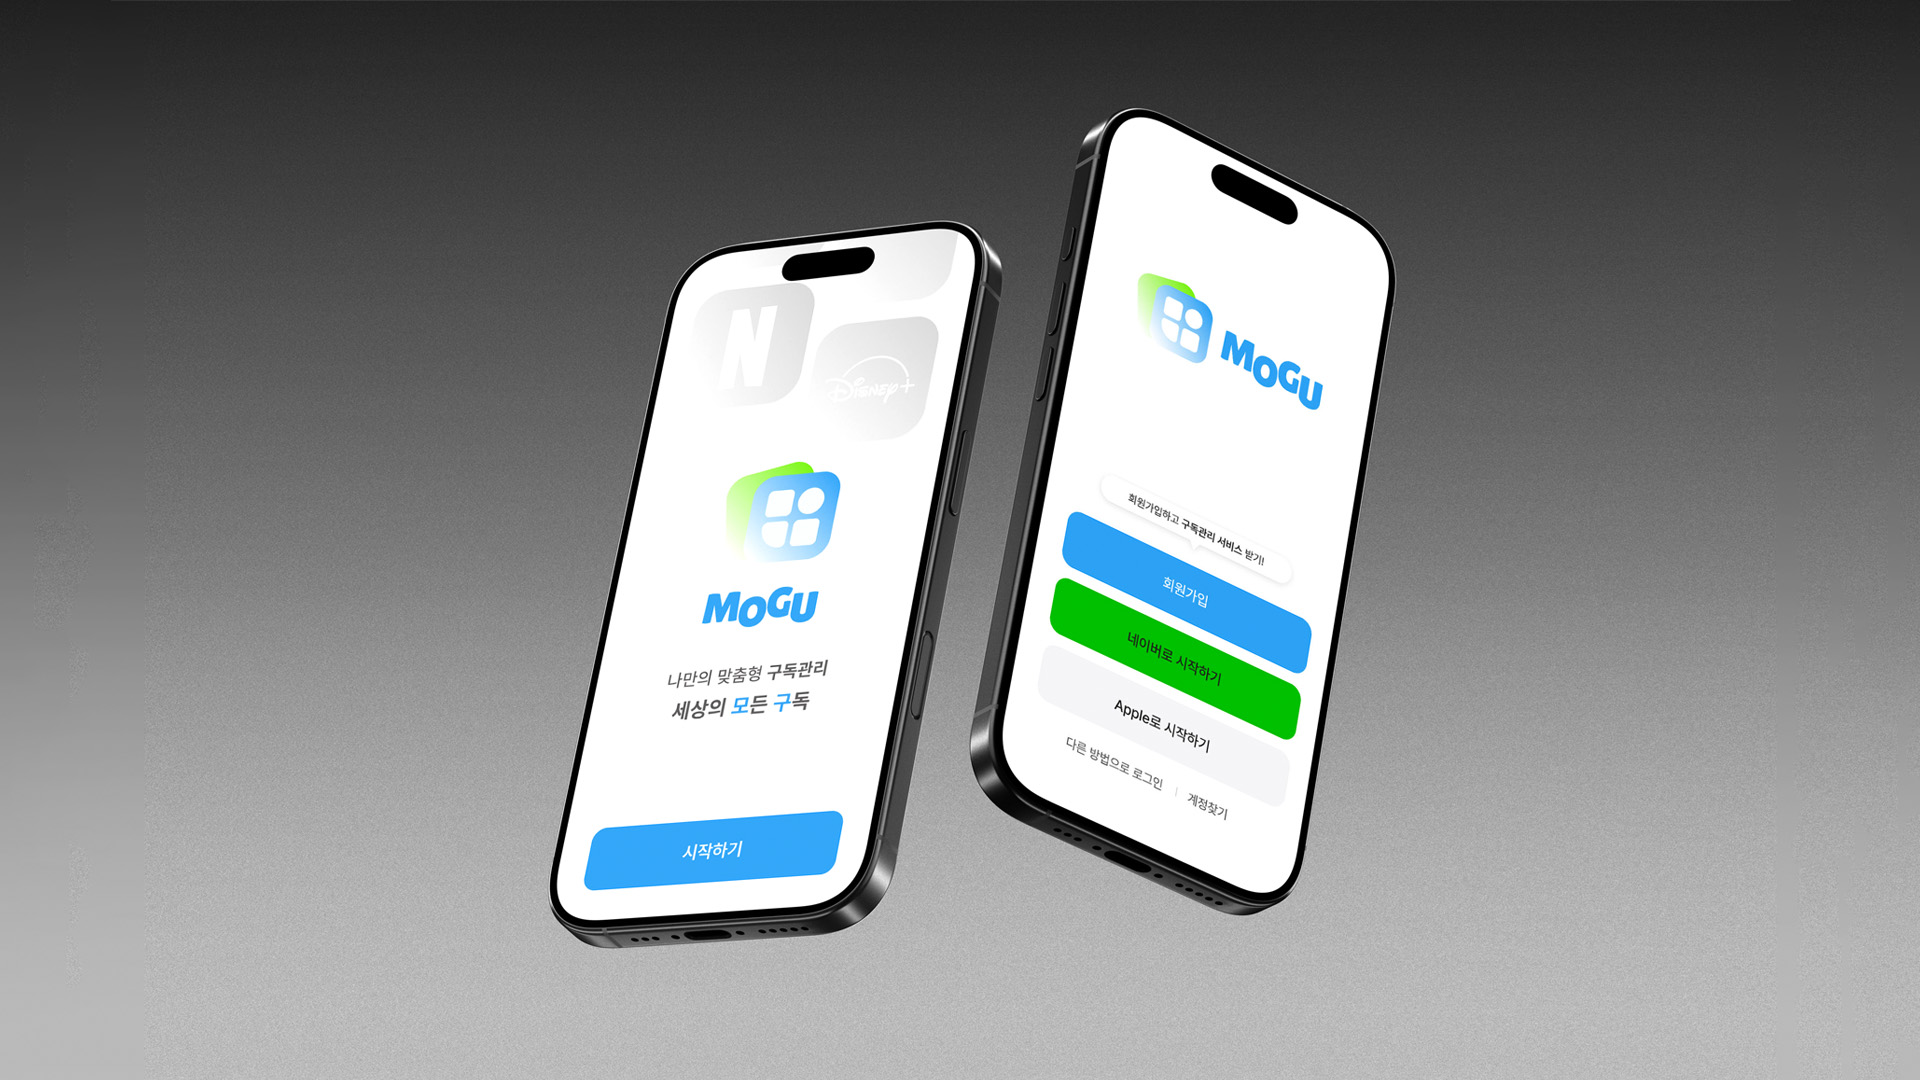 N
Disney+
MoGU
나만의 맞춤형 구독관리
세상의 모든 구독
시작하기
MoGU
회원가입하고 구독관리 서비스 받기!
회원가입
네이버로 시작하기
Apple로 시작하기
다른 방법으로 로그인 | 계정찾기